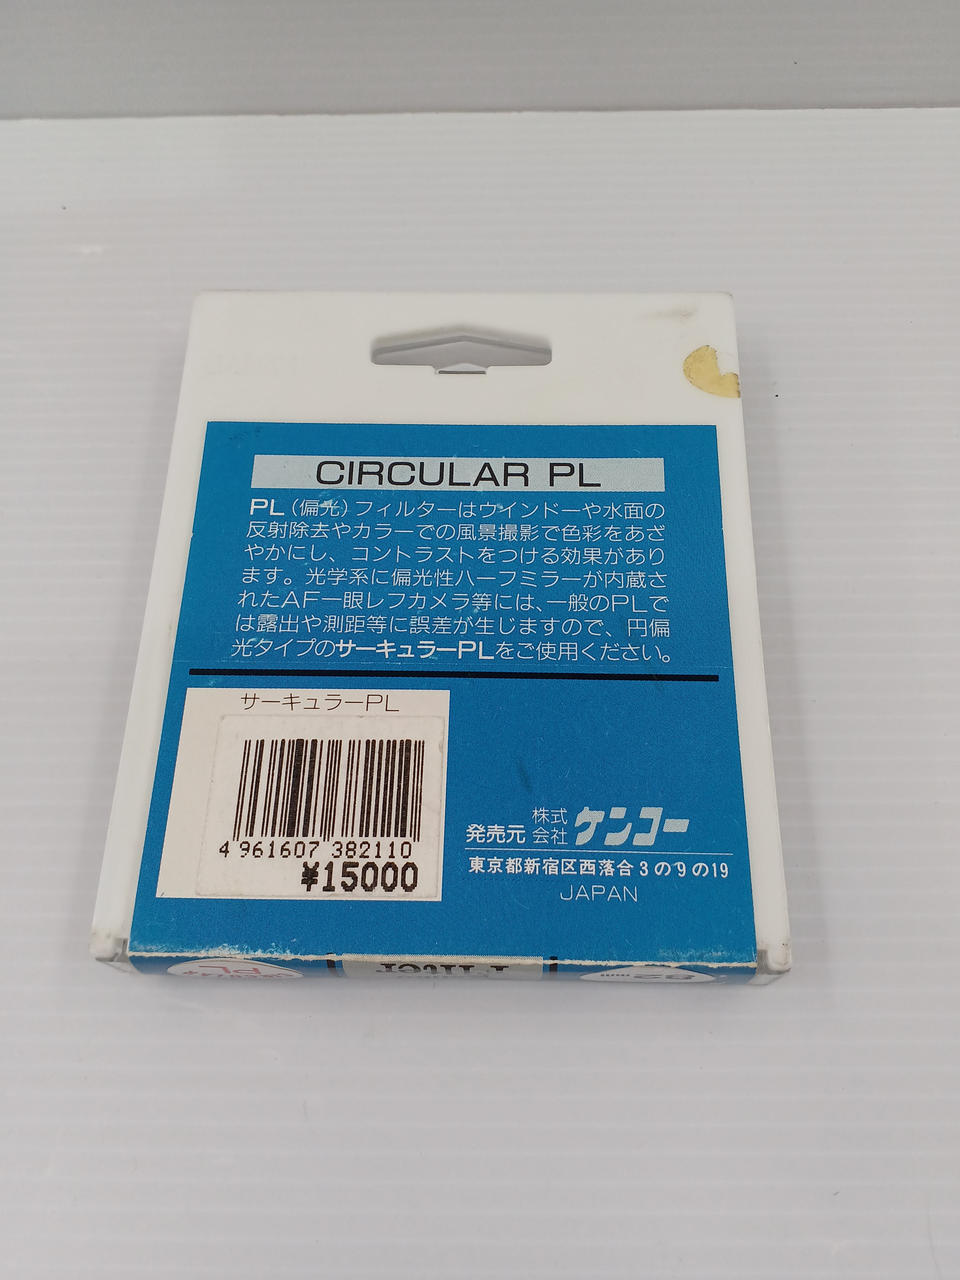 CIRCULAR PL
PL(偏光)フィルターはウインドーや水面の
反射除去やカラーでの風景撮影で色彩をあざ
やかにし、コントラストをつける効果があり
ます。光学系に偏光性ハーフミラーが内蔵さ
れたAF一眼レフカメラ等には、一般のPLで
は露出や測距等に誤差が生じますので、円偏
光タイプのサーキュラーPLをご使用ください。
サーキュラーPL
4 961607 382110
¥15000
発売元 株式会社 ケンコー
東京都新宿区西落合3の9の19
JAPAN
PL
Filter
82mm